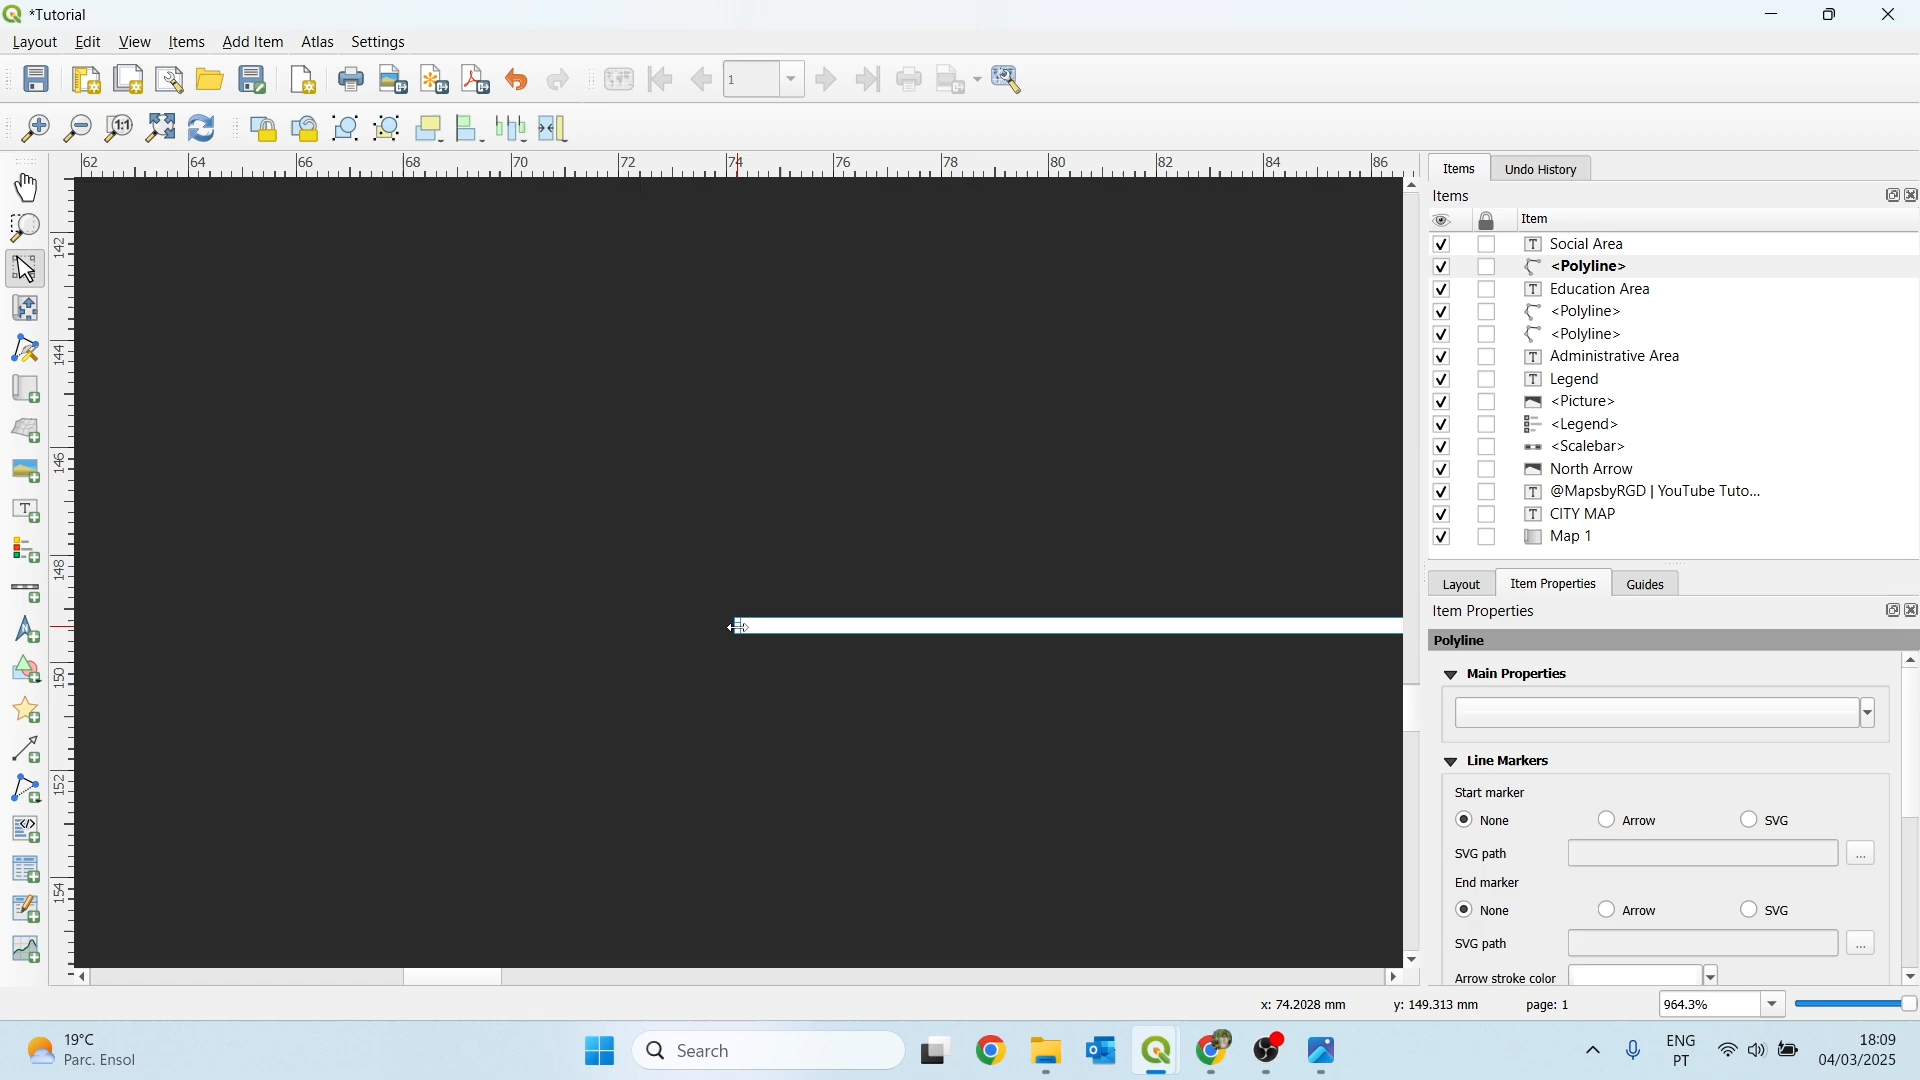 *Tutorial
Layout Edit View Items Add Item Atlas Settings
1
1:1
62 64 66 68 70 72 74 76 78 80 82 84 86
142
144
146
148
150
152
154
Items Undo History
Items
Item
Social Area
<Polyline>
Education Area
<Polyline>
<Polyline>
Administrative Area
Legend
<Picture>
<Legend>
<Scalebar>
North Arrow
@MapsbyRGD | YouTube Tuto...
CITY MAP
Map 1
Layout Item Properties Guides
Item Properties
Polyline
Main Properties
Line Markers
Start marker
None Arrow SVG
SVG path ...
End marker
None Arrow SVG
SVG path ...
Arrow stroke color
x: 74.2028 mm y: 149.313 mm page: 1 964.3%
19°C
Parc. Ensol
Search
ENG
PT
18:09
04/03/2025